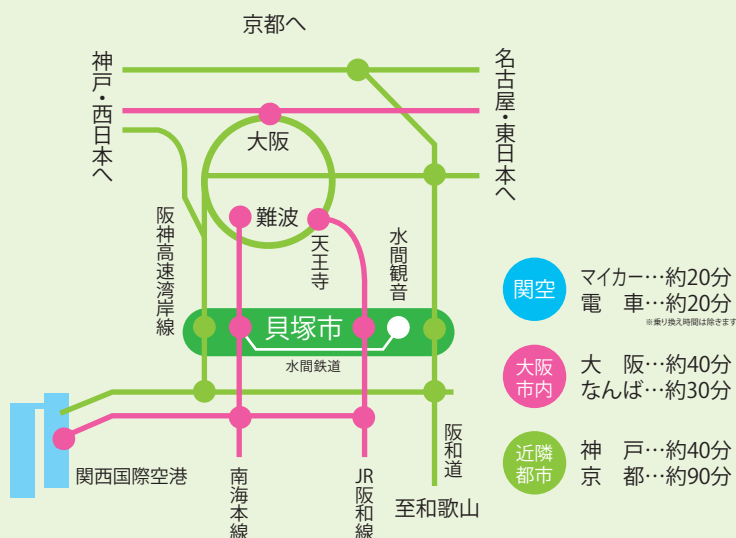 京都へ
神戸・西日本へ
名古屋・東日本へ
大阪
難波
天王寺
水間観音
阪神高速湾岸線
貝塚市
水間鉄道
関西国際空港
南海本線
JR阪和線
阪和道
至和歌山
関空
マイカー…約20分
電　車…約20分
※乗り換え時間は除きます
大阪
市内
大　阪…約40分
なんば…約30分
近隣
都市
神　戸…約40分
京　都…約90分